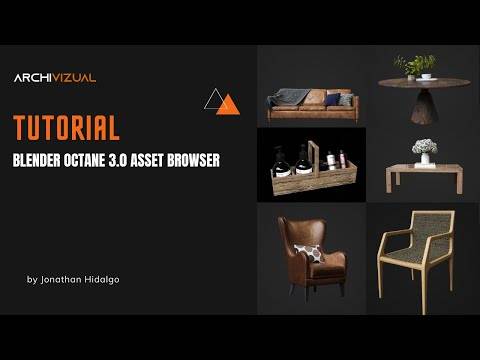 ARCHIVIZUAL
TUTORIAL
BLENDER OCTANE 3.0 ASSET BROWSER
by Jonathan Hidalgo